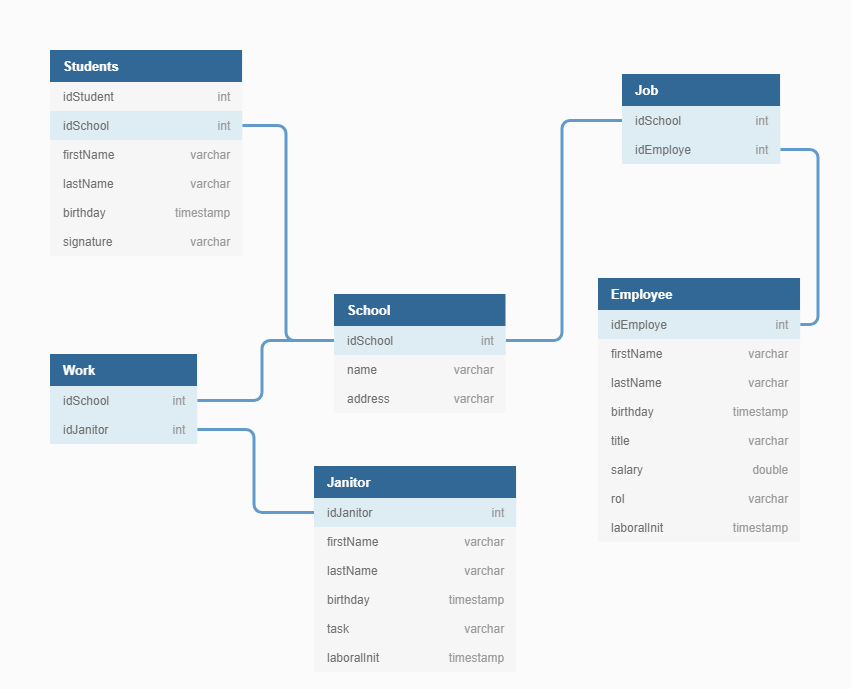 Students
idStudent int
idSchool int
firstName varchar
lastName varchar
birthday timestamp
signature varchar
Job
idSchool int
idEmploye int
School
idSchool int
name varchar
address varchar
Employee
idEmploye int
firstName varchar
lastName varchar
birthday timestamp
title varchar
salary double
rol varchar
laboralInit timestamp
Work
idSchool int
idJanitor int
Janitor
idJanitor int
firstName varchar
lastName varchar
birthday timestamp
task varchar
laboralInit timestamp